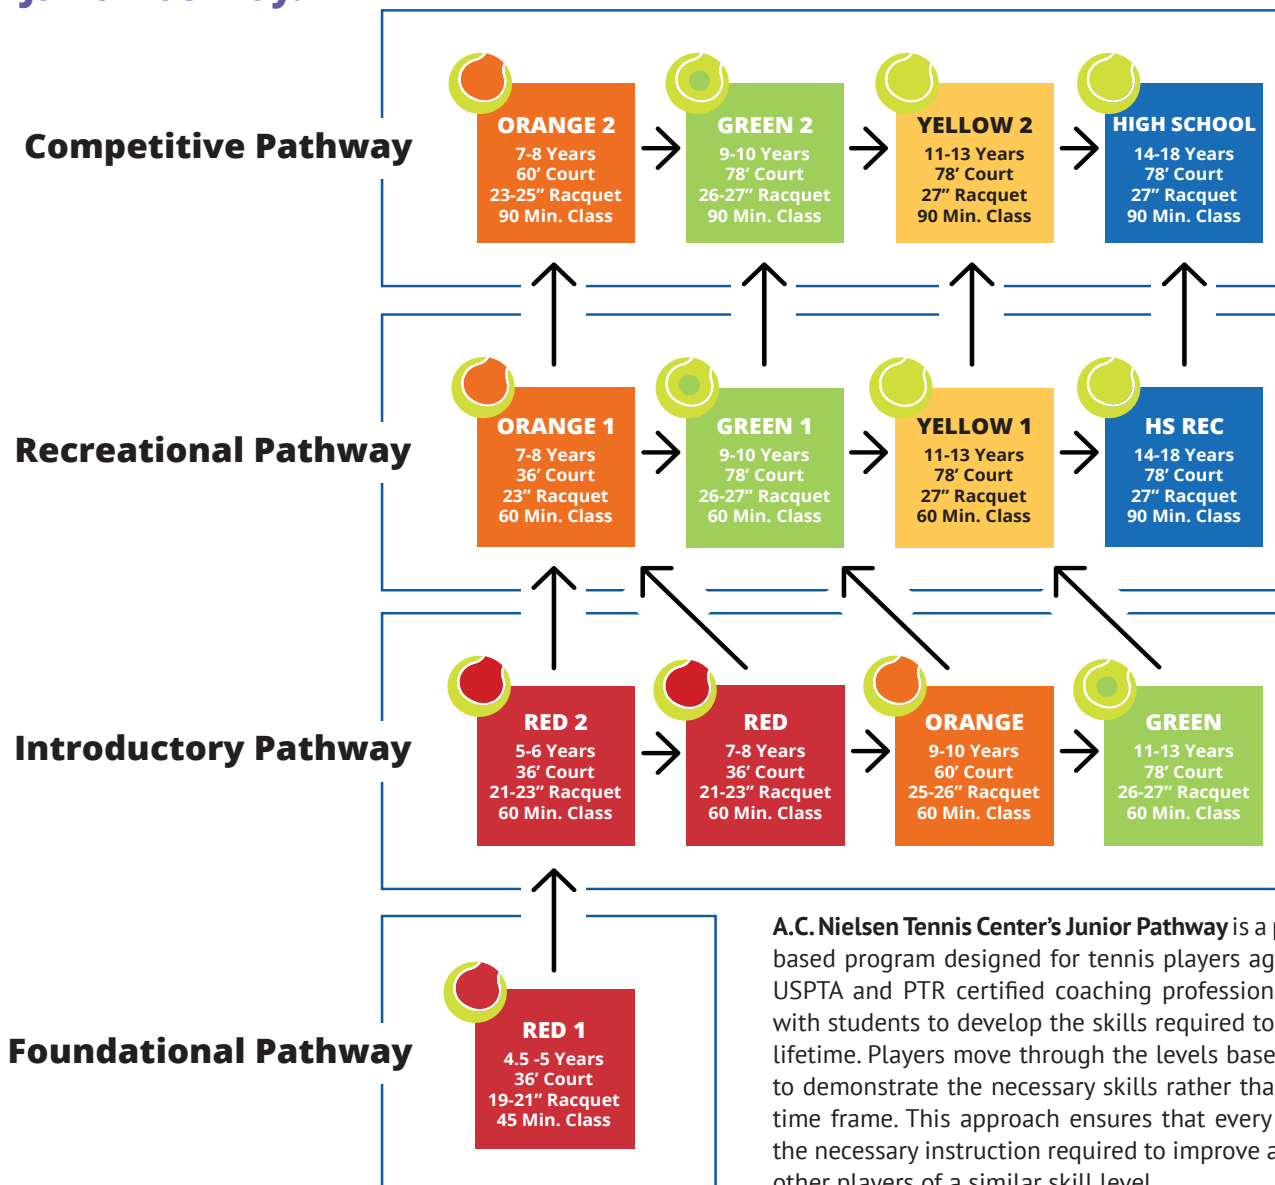 Competitive Pathway
ORANGE 2
7-8 Years
60’ Court
23-25” Racquet
90 Min. Class
GREEN 2
9-10 Years
78’ Court
26-27” Racquet
90 Min. Class
YELLOW 2
11-13 Years
78’ Court
27” Racquet
90 Min. Class
HIGH SCHOOL
14-18 Years
78’ Court
27” Racquet
90 Min. Class
Recreational Pathway
ORANGE 1
7-8 Years
36’ Court
23” Racquet
60 Min. Class
GREEN 1
9-10 Years
78’ Court
26-27” Racquet
60 Min. Class
YELLOW 1
11-13 Years
78’ Court
27” Racquet
60 Min. Class
HS REC
14-18 Years
78’ Court
27” Racquet
90 Min. Class
Introductory Pathway
RED 2
5-6 Years
36’ Court
21-23” Racquet
60 Min. Class
RED
7-8 Years
36’ Court
21-23” Racquet
60 Min. Class
ORANGE
9-10 Years
60’ Court
25-26” Racquet
60 Min. Class
GREEN
11-13 Years
78’ Court
26-27” Racquet
60 Min. Class
Foundational Pathway
RED 1
4.5 -5 Years
36’ Court
19-21” Racquet
45 Min. Class
A.C. Nielsen Tennis Center’s Junior Pathway is a
based program designed for tennis players
USPTA and PTR certified coaching
with students to develop the skills required to
lifetime. Players move through the levels
to demonstrate the necessary skills rather
time frame. This approach ensures that every
the necessary instruction required to improve
other players of a similar skill level.